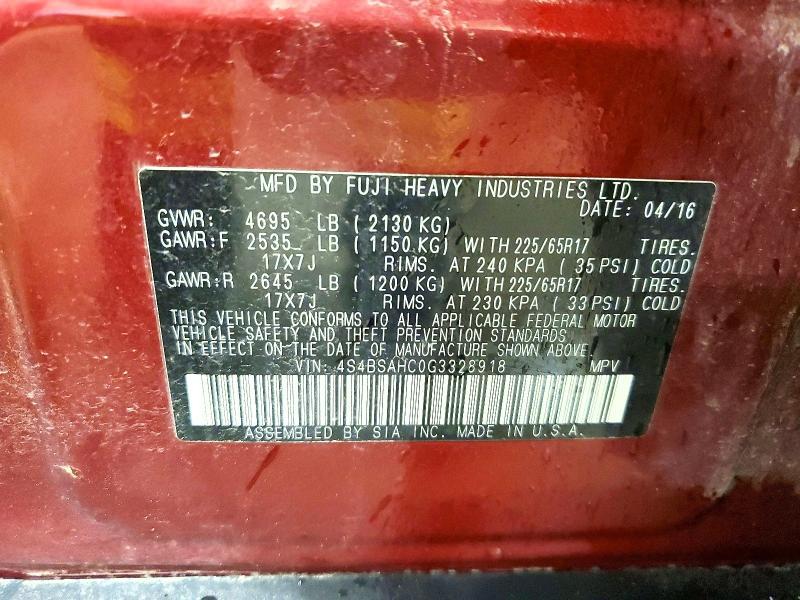 MFD BY FUJI HEAVY INDUSTRIES LTD.
DATE: 04/16
GVWR: 4695 LB ( 2130 KG)
GAWR:F 2535 LB ( 1150 KG) WITH 225/65R17 TIRES.
17X7J RIMS. AT 240 KPA ( 35 PSI) COLD
GAWR:R 2645 LB ( 1200 KG) WITH 225/65R17 TIRES.
17X7J RIMS. AT 230 KPA ( 33 PSI) COLD
THIS VEHICLE CONFORMS TO ALL APPLICABLE FEDERAL MOTOR
VEHICLE SAFETY AND THEFT PREVENTION STANDARDS
IN EFFECT ON THE DATE OF MANUFACTURE SHOWN ABOVE.
VIN: 4S4BSAHC0G3328918 MPV
ASSEMBLED BY SIA INC. MADE IN U.S.A.